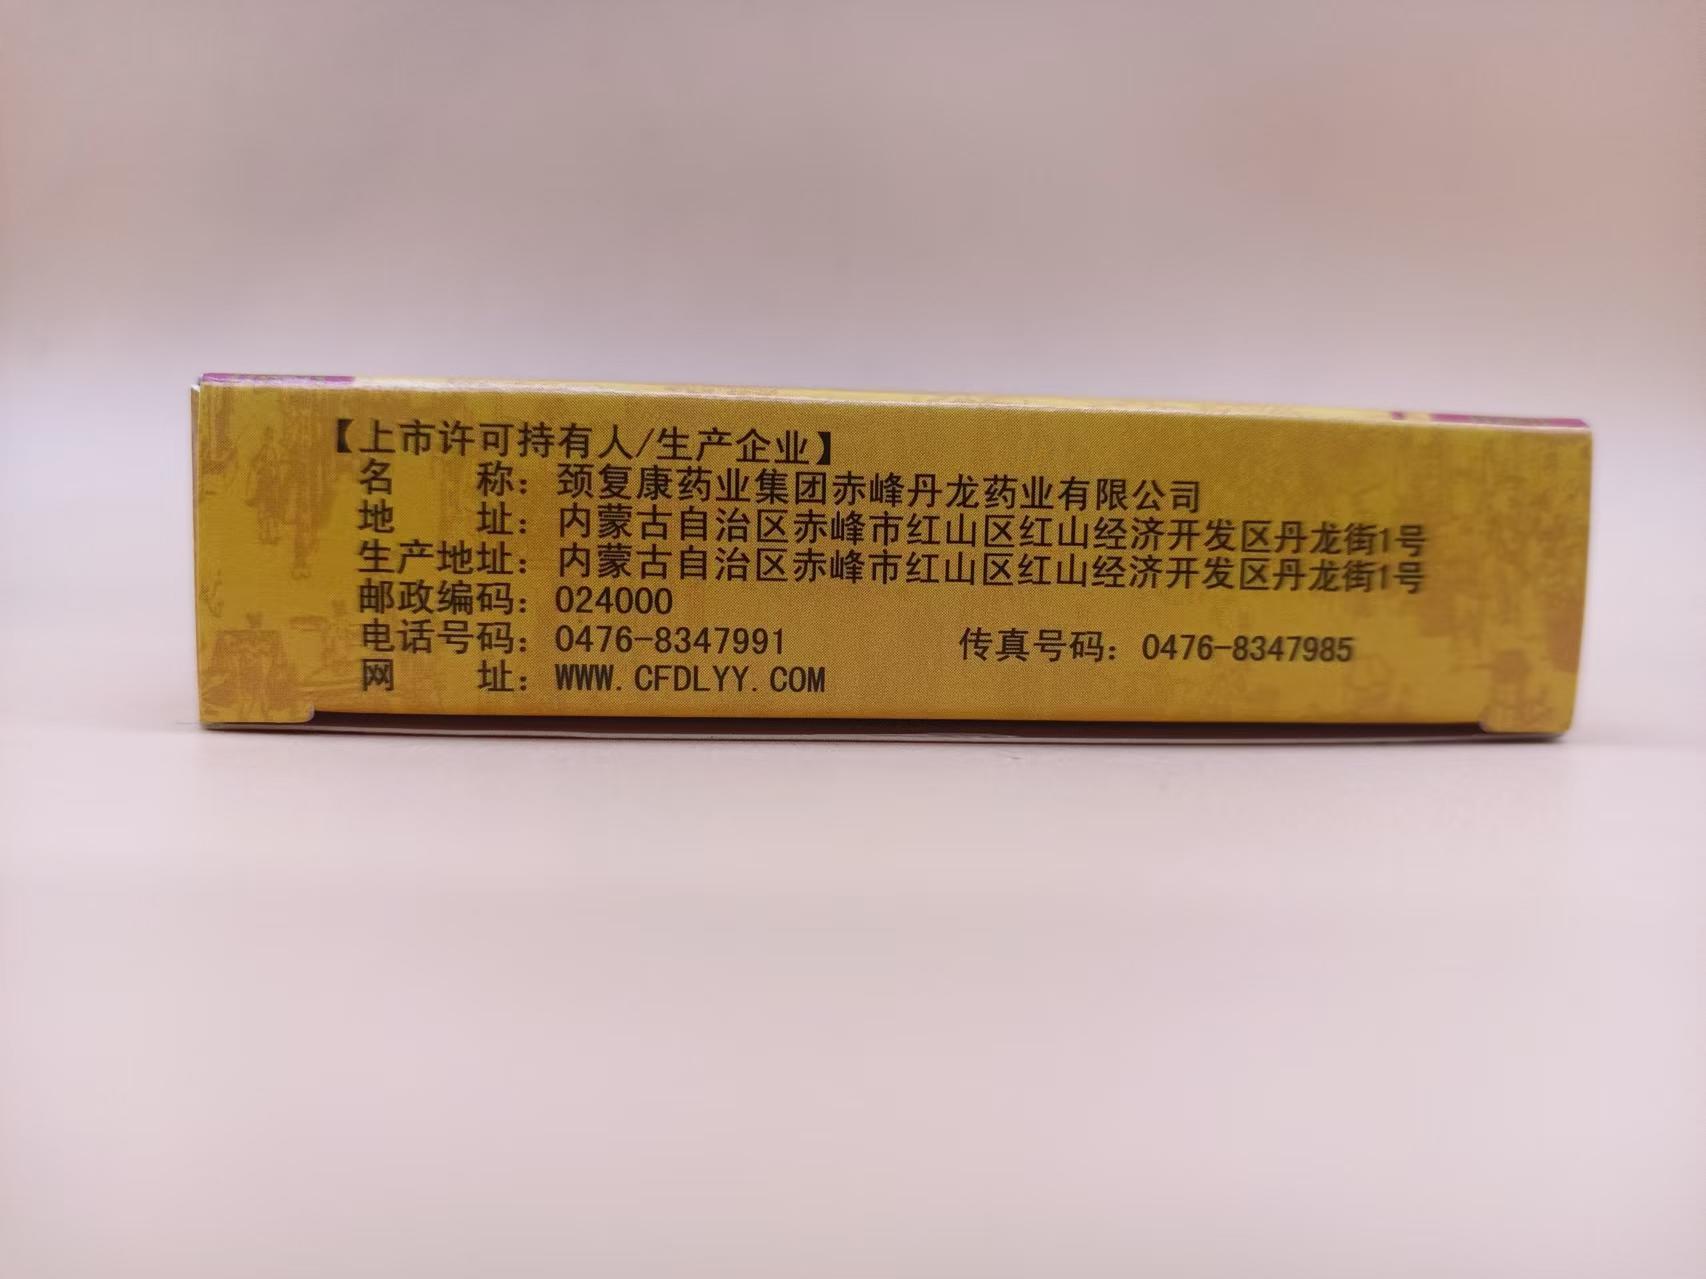 【上市许可持有人/生产企业】
名　　称：颈复康药业集团赤峰丹龙药业有限公司
地　　址：内蒙古自治区赤峰市红山区红山经济开发区丹龙街1号
生产地址：内蒙古自治区赤峰市红山区红山经济开发区丹龙街1号
邮政编码：024000
电话号码：0476-8347991　　传真号码：0476-8347985
网　　址：WWW.CFDLYY.COM